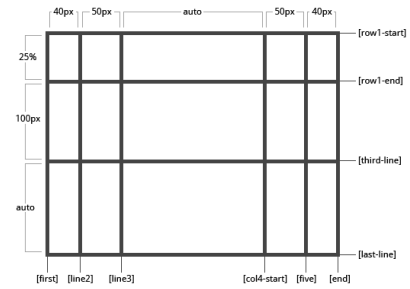 40px 50px auto 50px 40px
[row1-start]
25%
[row1-end]
100px
[third-line]
auto
[last-line]
[first] [line2] [line3] [col4-start] [five] [end]